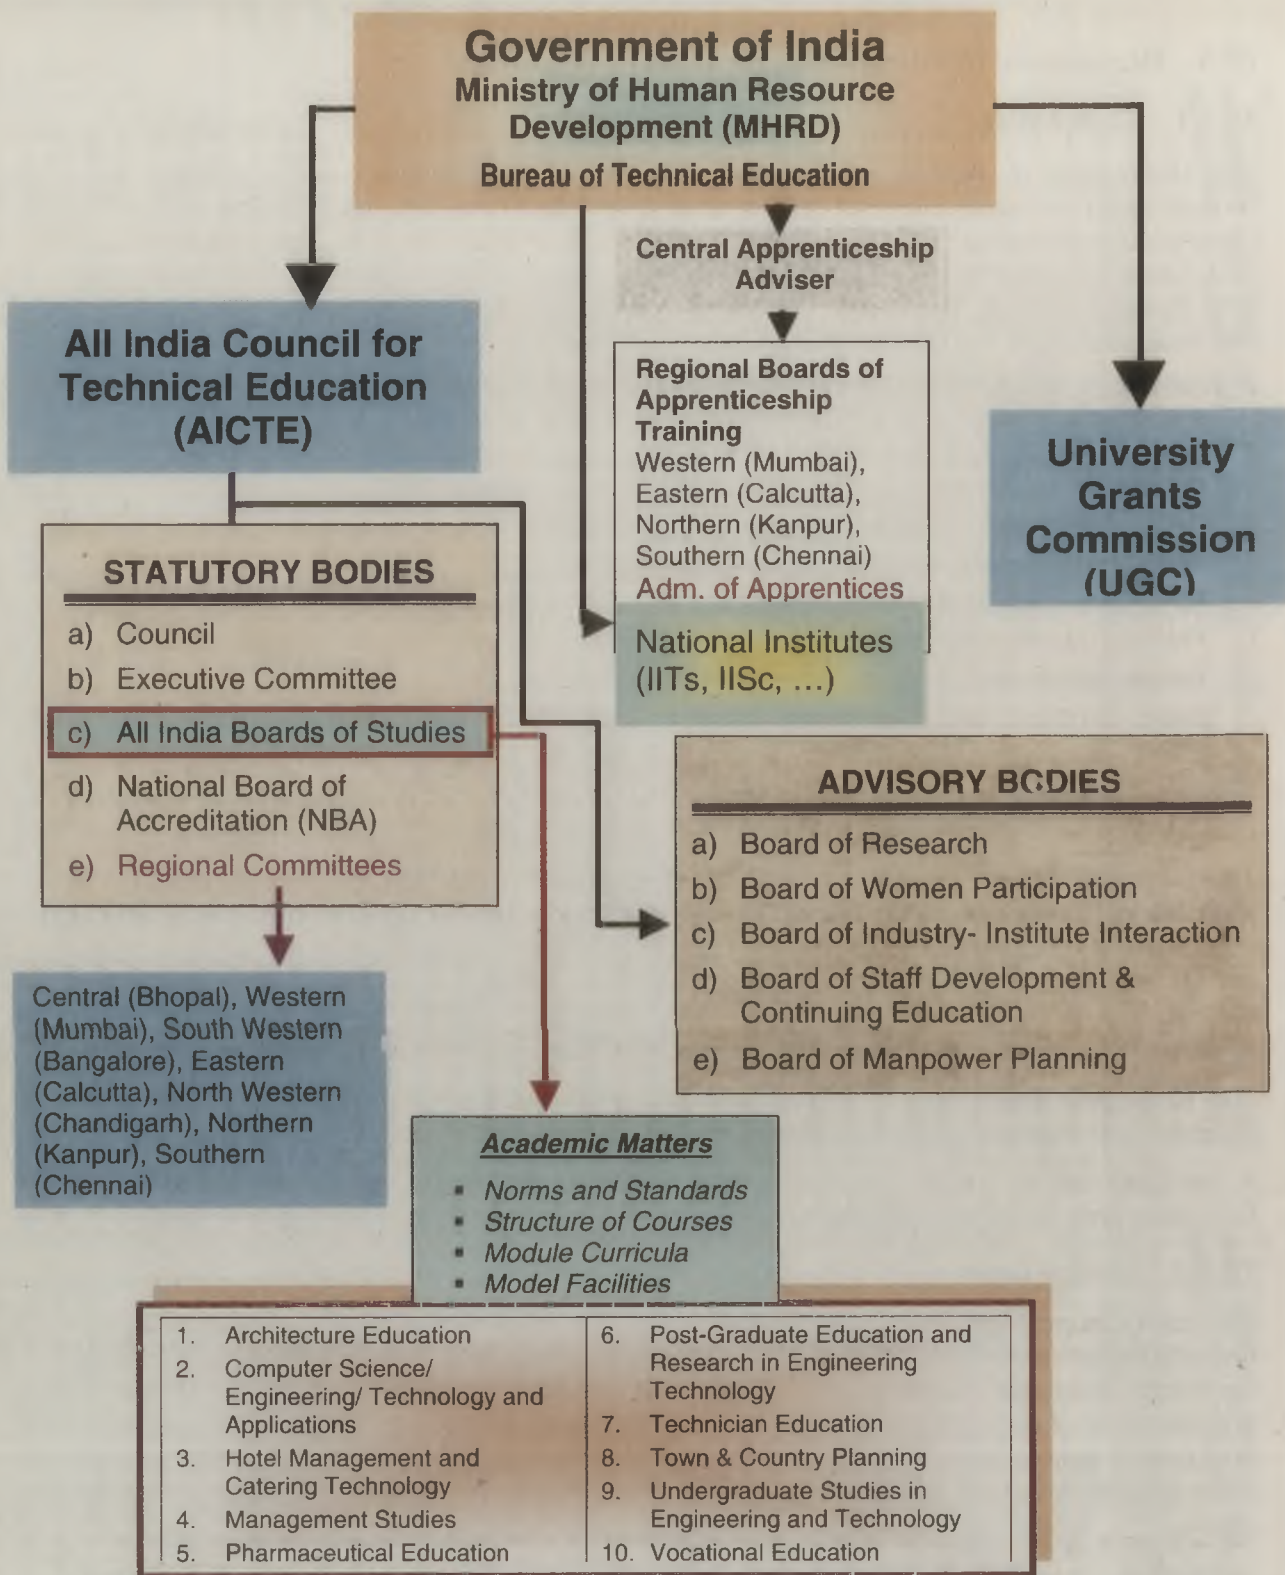 Government of India
Ministry of Human Resource
Development (MHRD)
Bureau of Technical Education
Central Apprenticeship
Adviser
All India Council for
Technical Education
(AICTE)
Regional Boards of
Apprenticeship
Training
Western (Mumbai),
Eastern (Calcutta),
Northern (Kanpur),
Southern (Chennai)
Adm. of Apprentices
National Institutes
(IITs, IISc, ...)
University
Grants
Commission
(UGC)
STATUTORY BODIES
a) Council
b) Executive Committee
c) All India Boards of Studies
d) National Board of
Accreditation (NBA)
e) Regional Committees
ADVISORY BODIES
a) Board of Research
b) Board of Women Participation
c) Board of Industry- Institute Interaction
d) Board of Staff Development &
Continuing Education
e) Board of Manpower Planning
Central (Bhopal), Western
(Mumbai), South Western
(Bangalore), Eastern
(Calcutta), North Western
(Chandigarh), Northern
(Kanpur), Southern
(Chennai)
Academic Matters
▪ Norms and Standards
▪ Structure of Courses
▪ Module Curricula
▪ Model Facilities
1. Architecture Education
2. Computer Science/
Engineering/ Technology and
Applications
3. Hotel Management and
Catering Technology
4. Management Studies
5. Pharmaceutical Education
6. Post-Graduate Education and
Research in Engineering
Technology
7. Technician Education
8. Town & Country Planning
9. Undergraduate Studies in
Engineering and Technology
10. Vocational Education